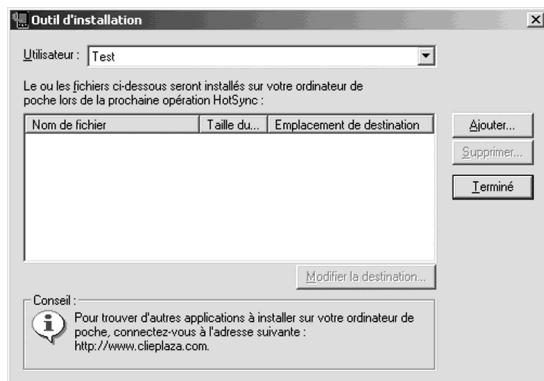 Outil d'installation
Utilisateur : Test
Le ou les fichiers ci-dessous seront installés sur votre ordinateur de
poche lors de la prochaine opération HotSync :
Nom de fichier Taille du... Emplacement de destination
Ajouter...
Supprimer...
Terminé
Modifier la destination...
Conseil :
Pour trouver d'autres applications à installer sur votre ordinateur de
poche, connectez-vous à l'adresse suivante :
http://www.clieplaza.com.